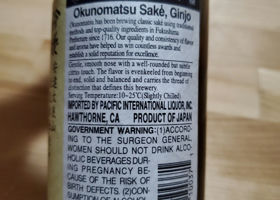 Okunomatsu Saké, Ginjo
Okunomatsu has been brewing classic saké using traditional
methods and top-quality ingredients in Fukushima
Prefecture since 1716. Our quality and consistency of flavor
and aroma have helped us win countless awards and
establish a solid reputation.
Gentle, smooth nose with a well-rounded but subtle
citrus touch. The flavor is evenkeeled from beginning
to end, solid and balanced and carries the thread of
distinction that defines this brewery.
Serving Temperature:10~25°C(Slightly Chilled)
IMPORTED BY PACIFIC INTERNATIONAL LIQUOR, INC.
HAWTHORNE, CA PRODUCT OF JAPAN
GOVERNMENT WARNING:(1)ACCORD
TO THE SURGEON GENERAL,
WOMEN SHOULD NOT DRINK ALCO-
HOLIC BEVERAGES DUR-
ING PREGNANCY BE-
CAUSE OF THE RISK OF
BIRTH DEFECTS. (2)CON-
SUMPTION OF ALCOHOL